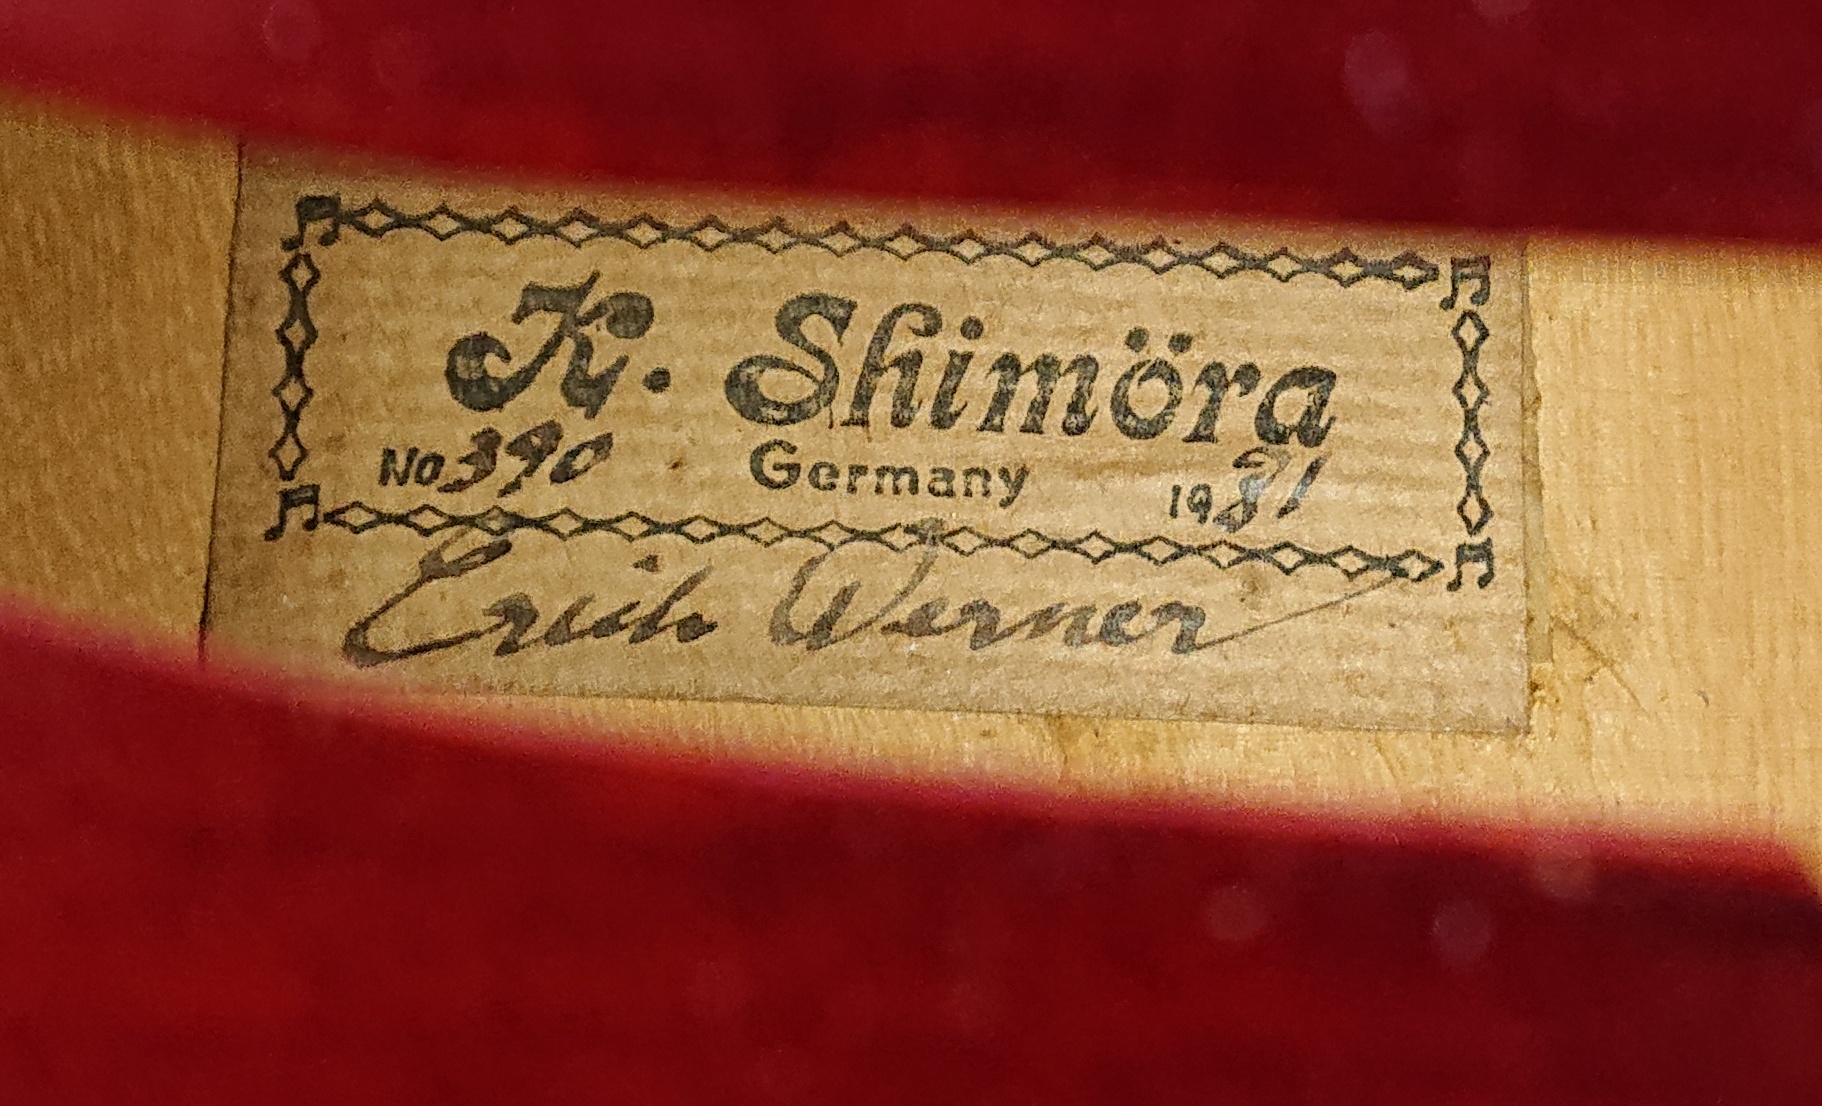 K. Shimöra
No 390 Germany 1981
Erich Werner